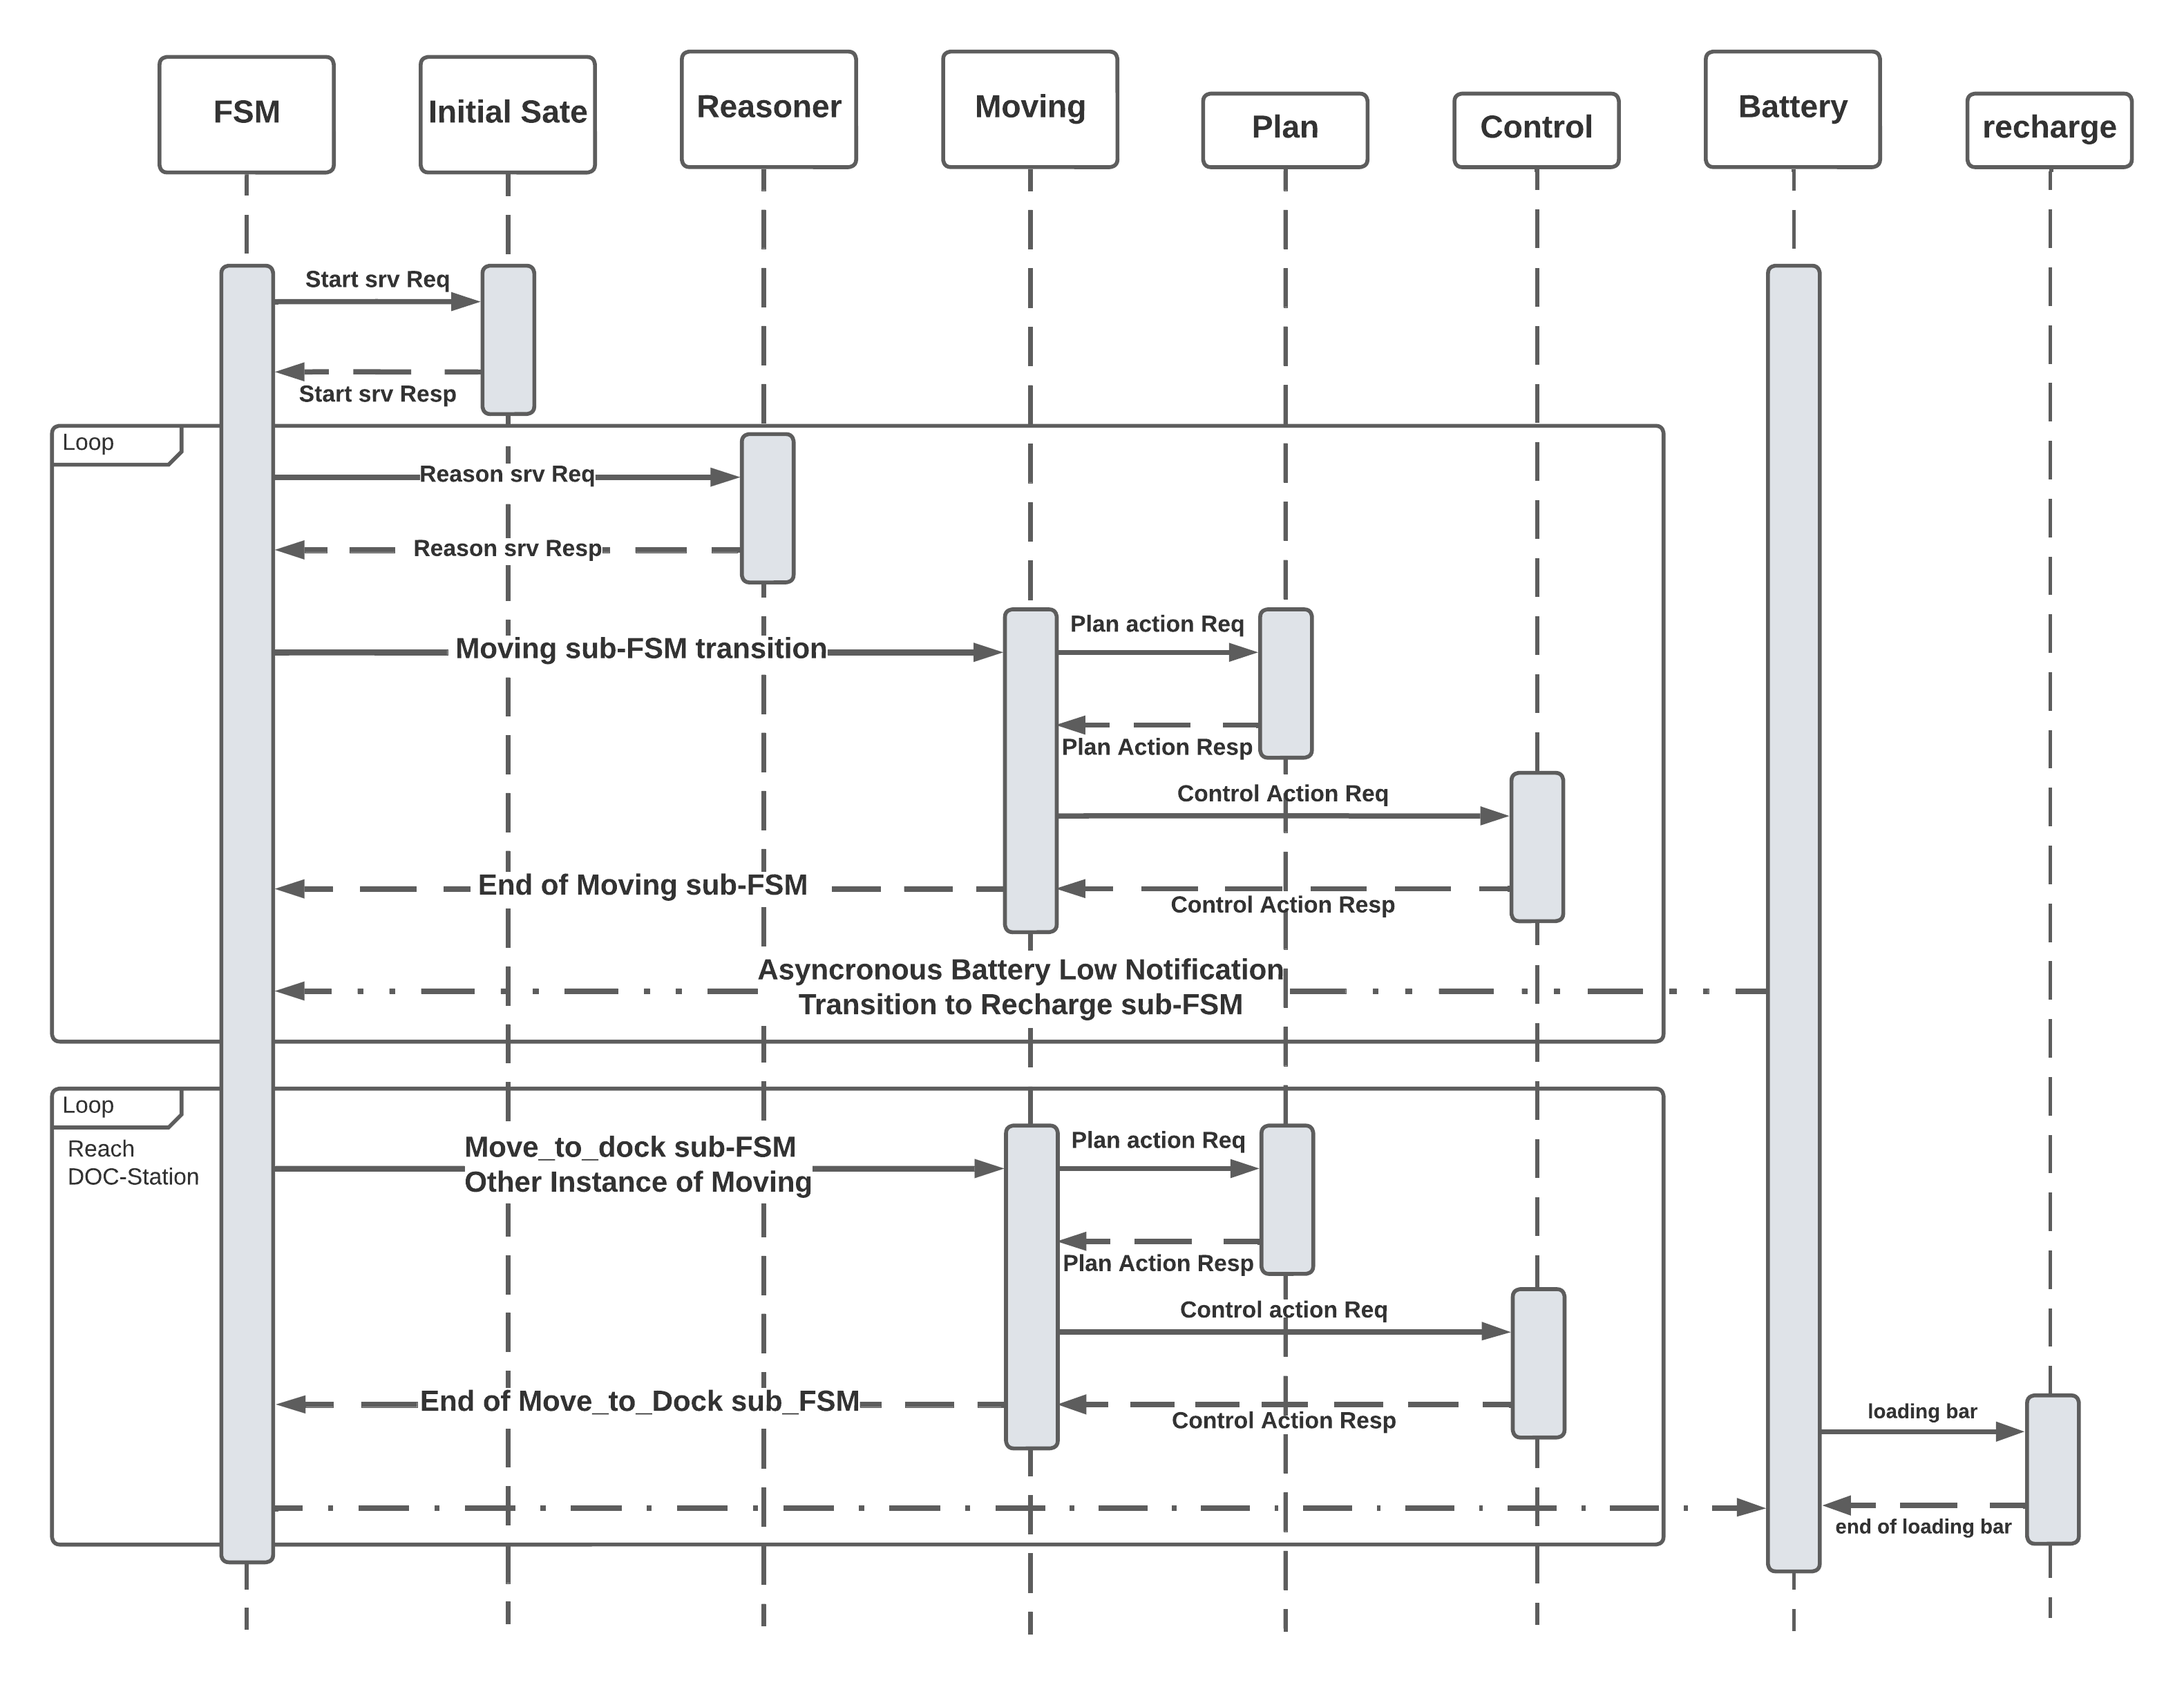 FSM
Initial Sate
Reasoner
Moving
Plan
Control
Battery
recharge
Start srv Req
Start srv Resp
Loop
Reason srv Req
Reason srv Resp
Moving sub-FSM transition
Plan action Req
Plan Action Resp
Control Action Req
End of Moving sub-FSM
Control Action Resp
Asyncronous Battery Low Notification
Transition to Recharge sub-FSM
Loop
Reach
DOC-Station
Move_to_dock sub-FSM
Other Instance of Moving
Plan action Req
Plan Action Resp
Control action Req
End of Move_to_Dock sub_FSM
Control Action Resp
loading bar
end of loading bar